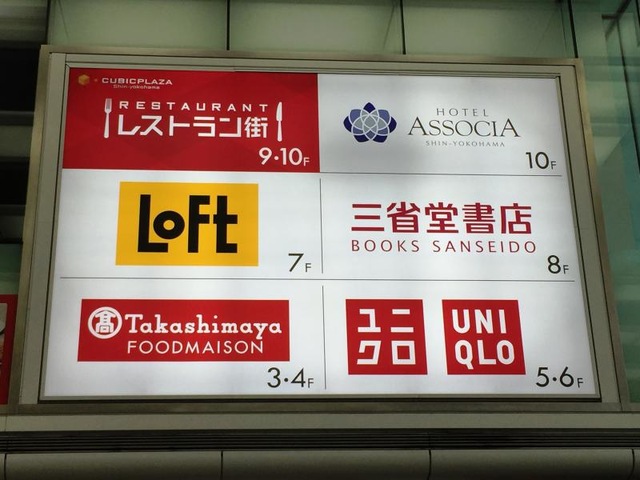 CUBICPLAZA
Shin-yokohama
RESTAURANT
レストラン街
9·10F
HOTEL
ASSOCIA
SHIN-YOKOHAMA
10F
LOFT
7F
三省堂書店
BOOKS SANSEIDO
8F
髙 Takashimaya
FOODMAISON
3·4F
ユニ
クロ
UNI
QLO
5·6F